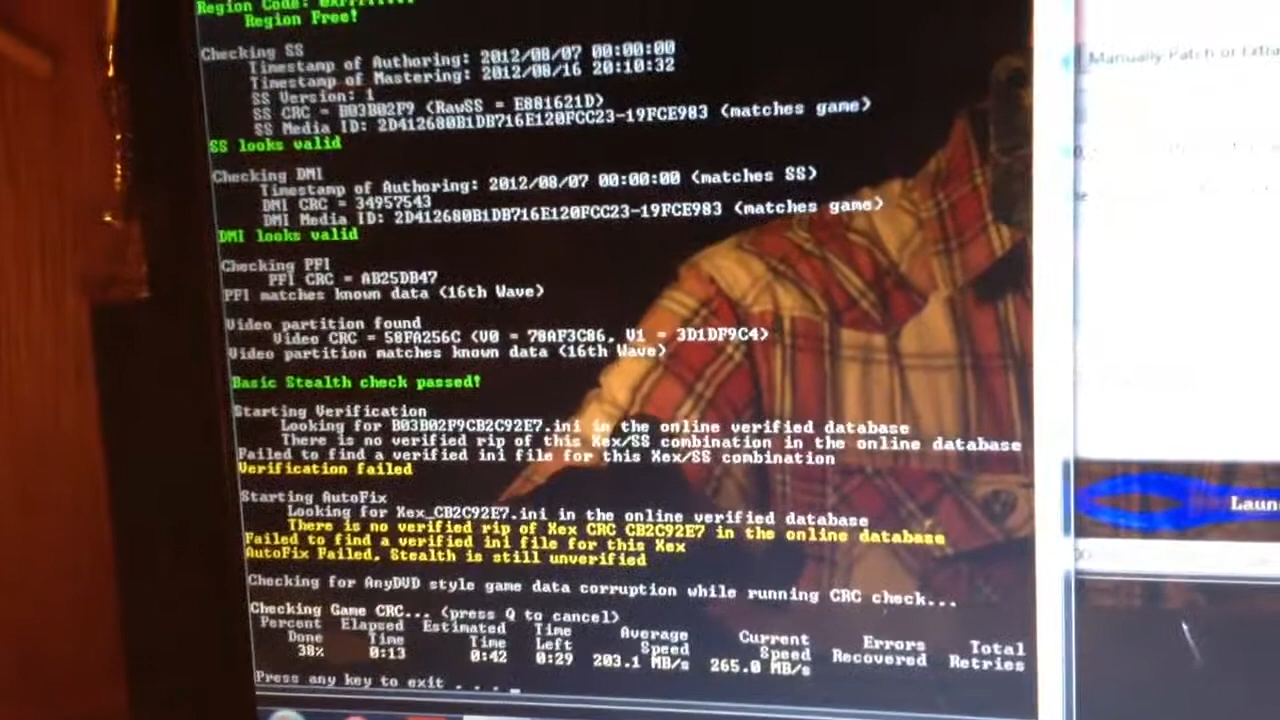 Region Code:
Region Free!
Checking SS
Timestamp of Authoring: 2012/08/07 00:00:00
Timestamp of Mastering: 2012/08/16 20:10:32
SS Version: 1
SS CRC = B03B02F9 (RawSS = E881621D)
SS Media ID: 2D412680B1DB716E120FCC23-19FCE983 (matches game)
SS looks valid
Checking DMI
Timestamp of Authoring: 2012/08/07 00:00:00 (matches SS)
DMI CRC = 34957543
DMI Media ID: 2D412680B1DB716E120FCC23-19FCE983 (matches game)
DMI looks valid
Checking PFI
PFI CRC = AB25DB47
PFI matches known data (16th Wave)
Video partition found
Video CRC = 58FA256C (V0 = 78AF3C86, V1 = 3D1DF9C4)
Video partition matches known data (16th Wave)
Basic Stealth check passed!
Starting Verification
Looking for B03B02F9CB2C92E7.ini in the online verified database
There is no verified rip of this Xex/SS combination in the online database
Failed to find a verified ini file for this Xex/SS combination
Verification failed
Starting AutoFix
Looking for Xex_CB2C92E7.ini in the online verified database
There is no verified rip of Xex CRC CB2C92E7 in the online database
Failed to find a verified ini file for this Xex
AutoFix Failed, Stealth is still unverified
Checking for AnyDVD style game data corruption while running CRC check...
Checking Game CRC... (press Q to cancel)
Percent Elapsed Estimated Time Average Current Errors Total
Done Time Time Left Speed Speed Recovered Retries
38% 0:13 0:42 0:29 203.1 MB/s 265.0 MB/s
Press any key to exit . . .
Manually Patch or Extra
Laun